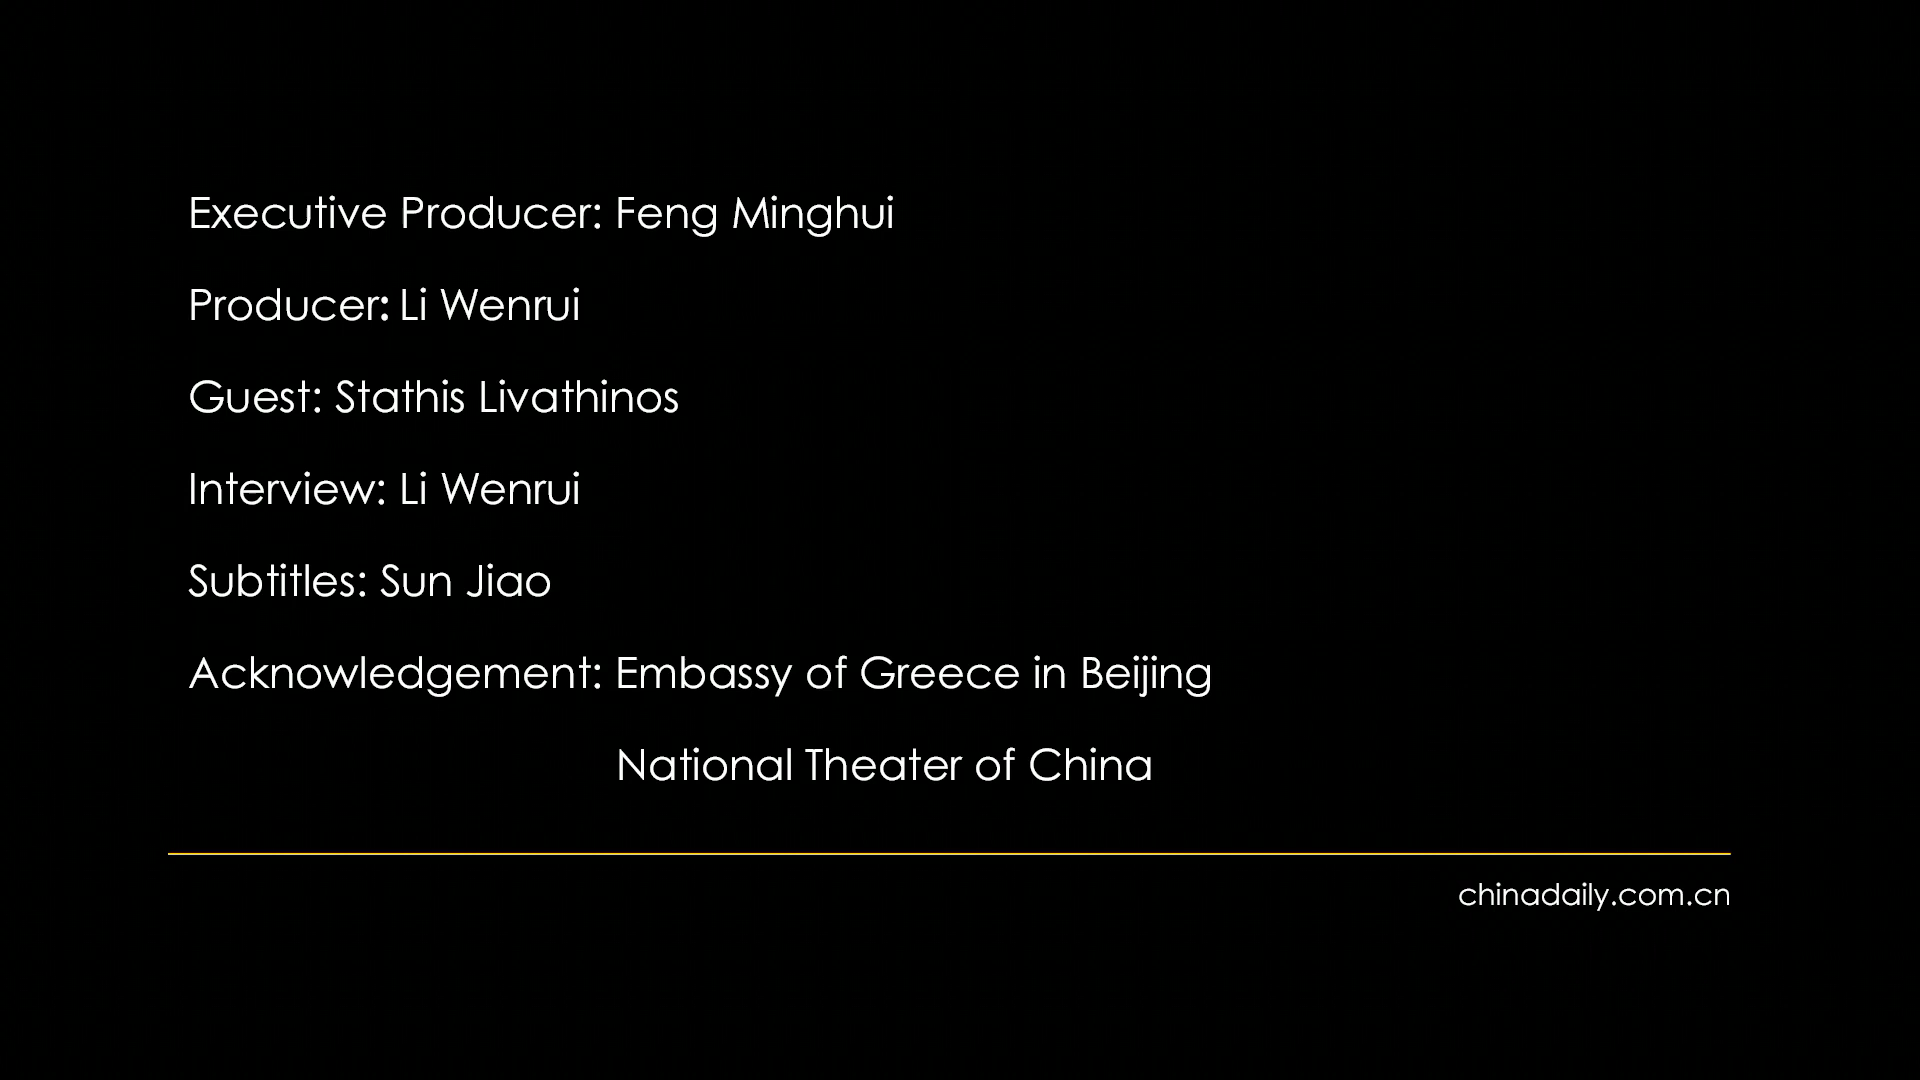 Executive Producer: Feng Minghui
Producer: Li Wenrui
Guest: Stathis Livathinos
Interview: Li Wenrui
Subtitles: Sun Jiao
Acknowledgement: Embassy of Greece in Beijing
National Theater of China
chinadaily.com.cn